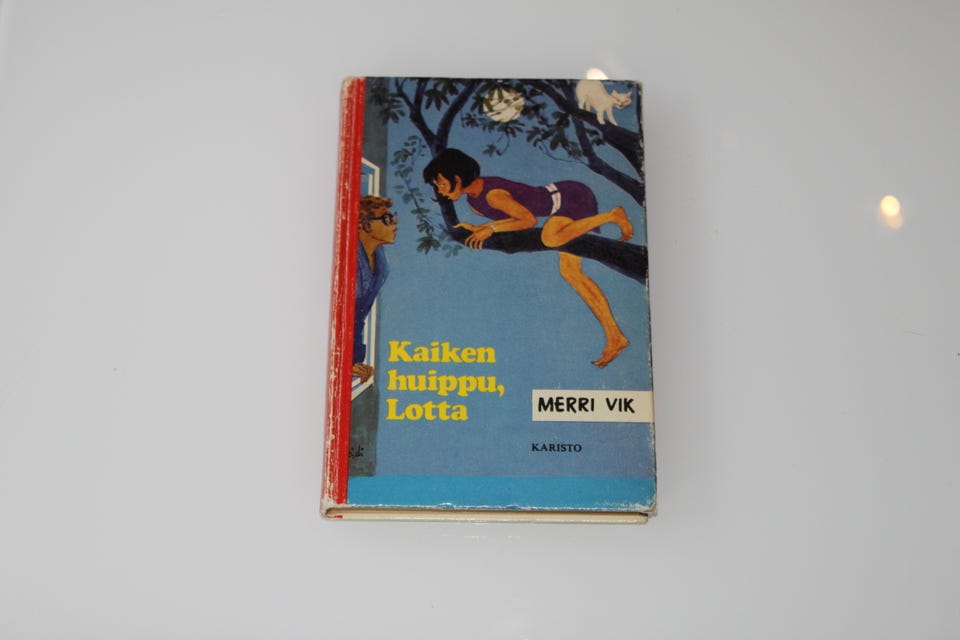 Kaiken
huippu,
Lotta
MERRI VIK
KARISTO